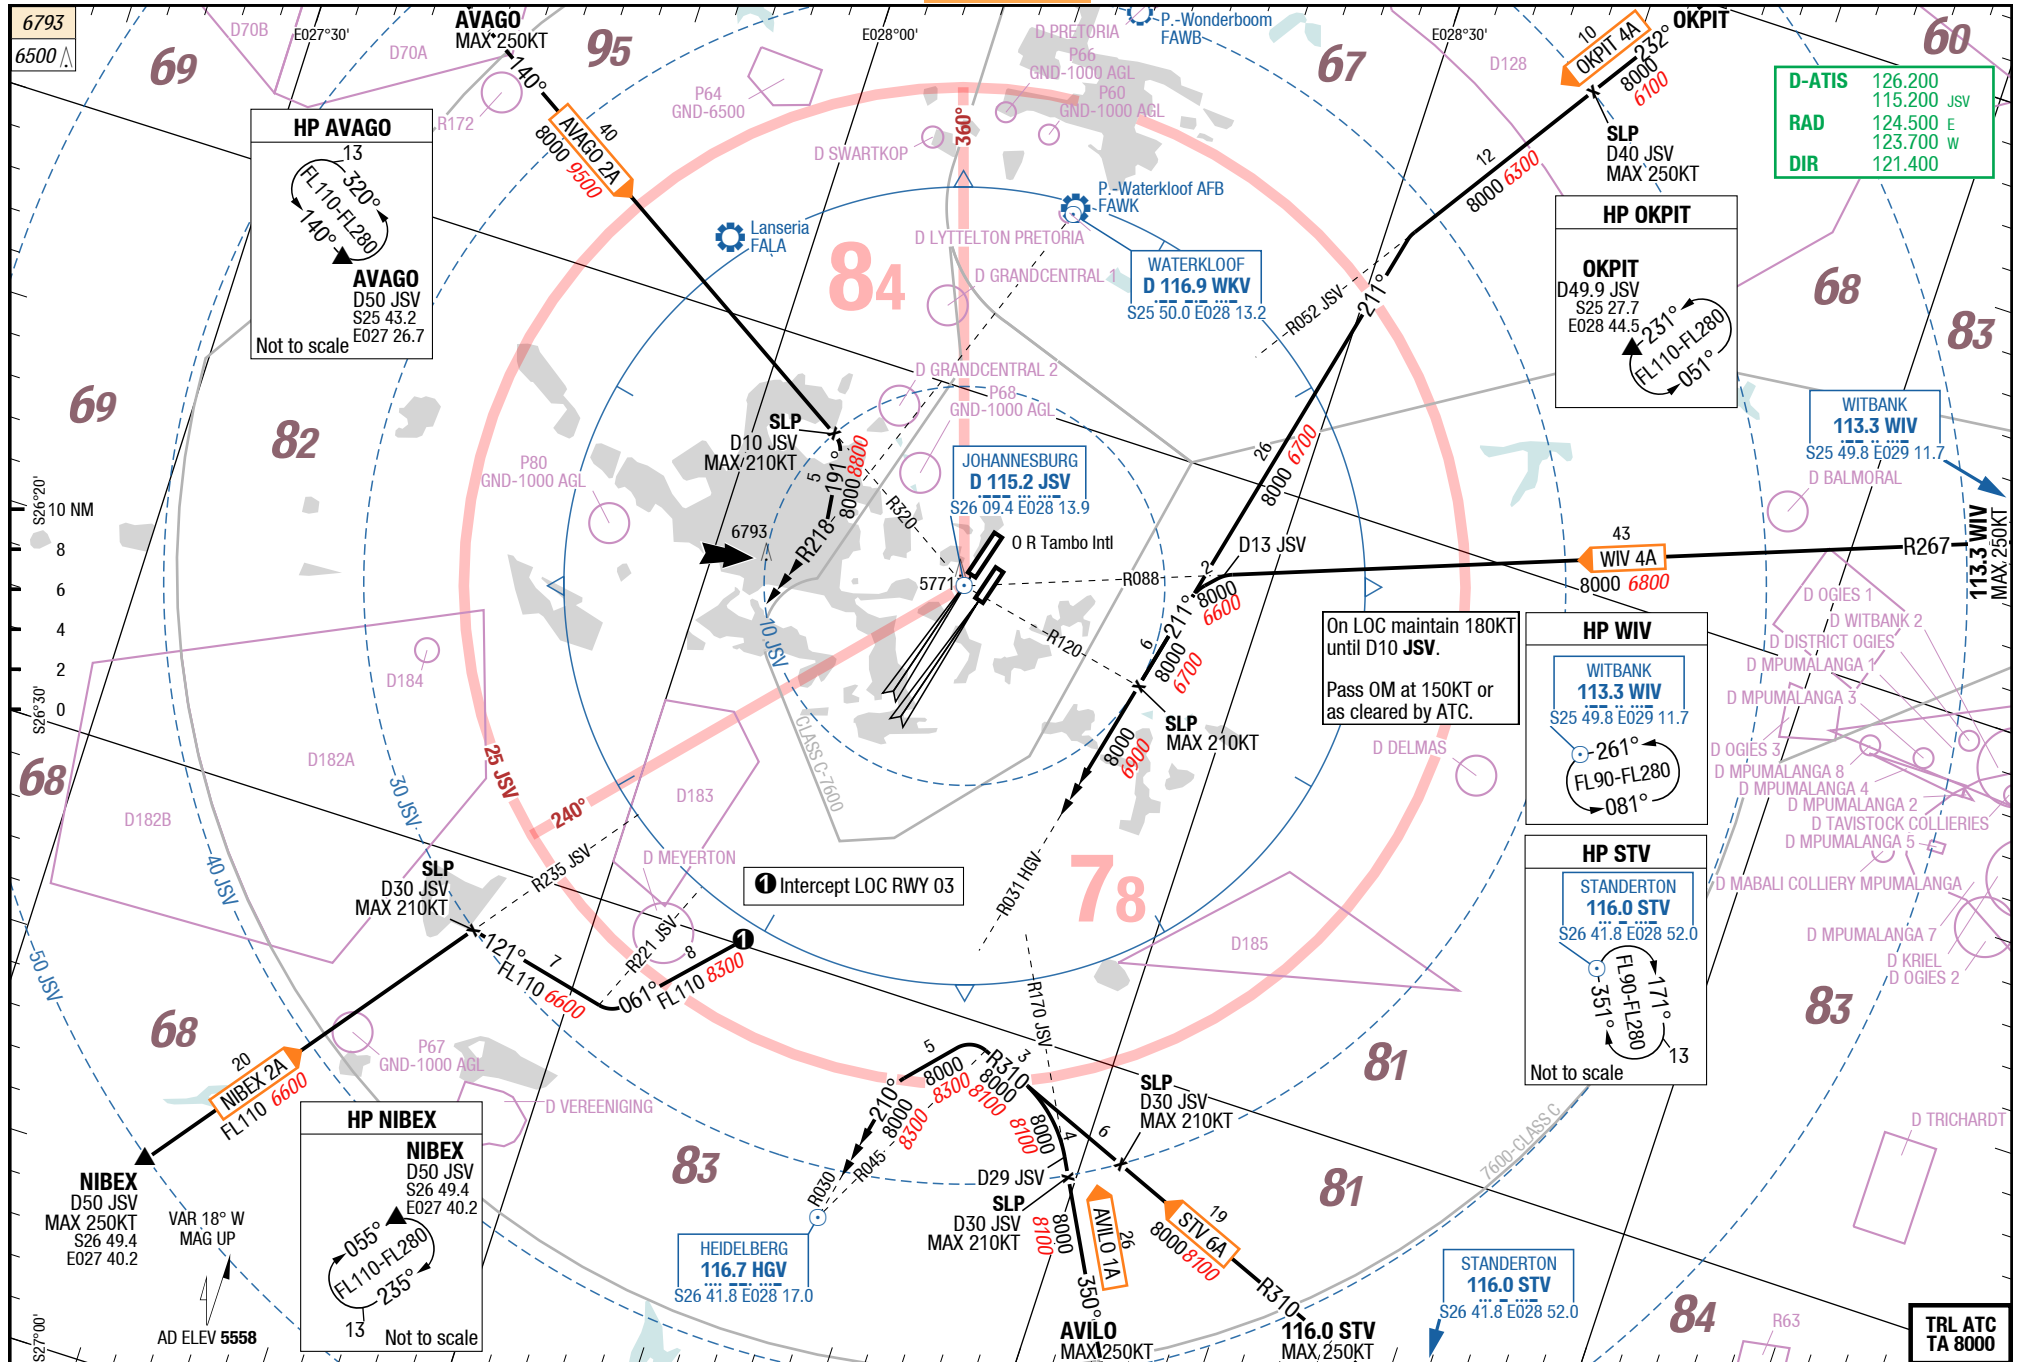 6793
6500
D70B
69
E027°30'
D70A
AVAGO
MAX 250KT
95
E028°00'
D PRETORIA
P.-Wonderboom
FAWB
P66
GND-1000 AGL
P60
GND-1000 AGL
67
E028°30'
D128
10
OKPIT 4A
232°
OKPIT
8000
6100
60
D-ATIS 126.200
115.200 JSV
RAD 124.500 E
123.700 W
DIR 121.400
SLP
D40 JSV
MAX 250KT
12
8000 6300
140°
R172
P64
GND-6500
40
AVAGO 2A
8000 9500
D SWARTKOP
360°
HP AVAGO
13
320°
FL110-FL280
140°
AVAGO
D50 JSV
S25 43.2
E027 26.7
Not to scale
Lanseria
FALA
P.-Waterkloof AFB
FAWK
D LYTTELTON PRETORIA
84
D GRANDCENTRAL 1
WATERKLOOF
D 116.9 WKV
S25 50.0 E028 13.2
R052 JSV
211°
HP OKPIT
OKPIT
D49.9 JSV
S25 27.7
E028 44.5
231°
FL110-FL280
051°
68
83
69
82
D GRANDCENTRAL 2
P68
GND-1000 AGL
SLP
D10 JSV
MAX 210KT
191°
5
8000 8800
R320
R218
P80
GND-1000 AGL
JOHANNESBURG
D 115.2 JSV
S26 09.4 E028 13.9
26
8000 6700
WITBANK
113.3 WIV
S25 49.8 E029 11.7
D BALMORAL
S26°20'
10 NM
8
6
4
2
0
S26°30'
6793
O R Tambo Intl
5771
R088
2
D13 JSV
8000
6600
43
WIV 4A
8000 6800
R267
113.3 WIV
MAX 250KT
10 JSV
R120
211°
6
8000
6700
On LOC maintain 180KT
until D10 JSV.
Pass OM at 150KT or
as cleared by ATC.
HP WIV
WITBANK
113.3 WIV
S25 49.8 E029 11.7
261°
FL90-FL280
081°
D OGIES 1
D WITBANK 2
D DISTRICT OGIES
D MPUMALANGA 1
D MPUMALANGA 3
D OGIES 3
D MPUMALANGA 8
D MPUMALANGA 4
D MPUMALANGA 2
D TAVISTOCK COLLIERIES
D MPUMALANGA 5
D MABALI COLLIERY MPUMALANGA
D MPUMALANGA 7
D KRIEL
D OGIES 2
D184
D182A
D182B
68
30 JSV
25 JSV
240°
D183
CLASS C-7600
SLP
MAX 210KT
8000
6900
D DELMAS
40 JSV
50 JSV
SLP
D30 JSV
MAX 210KT
R235 JSV
D MEYERTON
1 Intercept LOC RWY 03
R031 HGV
78
HP STV
STANDERTON
116.0 STV
S26 41.8 E028 52.0
171°
FL90-FL280
351°
13
Not to scale
D185
121°
7
FL110 6600
R221 JSV
061°
8
FL110 8300
1
R170 JSV
83
68
20
NIBEX 2A
FL110 6600
P67
GND-1000 AGL
D VEREENIGING
5
8000
8300
210°
8000
8300
R310
3
8000
8100
R030
R045
8000
8100
4
6
SLP
D30 JSV
MAX 210KT
81
7600-CLASS C
D TRICHARDT
NIBEX
D50 JSV
MAX 250KT
S26 49.4
E027 40.2
VAR 18° W
MAG UP
AD ELEV 5558
S27°00'
HP NIBEX
NIBEX
D50 JSV
S26 49.4
E027 40.2
055°
FL110-FL280
235°
13
Not to scale
83
HEIDELBERG
116.7 HGV
S26 41.8 E028 17.0
D29 JSV
SLP
D30 JSV
MAX 210KT
8000
8100
26
AVILO 1A
350°
AVILO
MAX 250KT
19
STV 6A
8000 8100
R310
116.0 STV
MAX 250KT
81
STANDERTON
116.0 STV
S26 41.8 E028 52.0
84
R63
TRL ATC
TA 8000